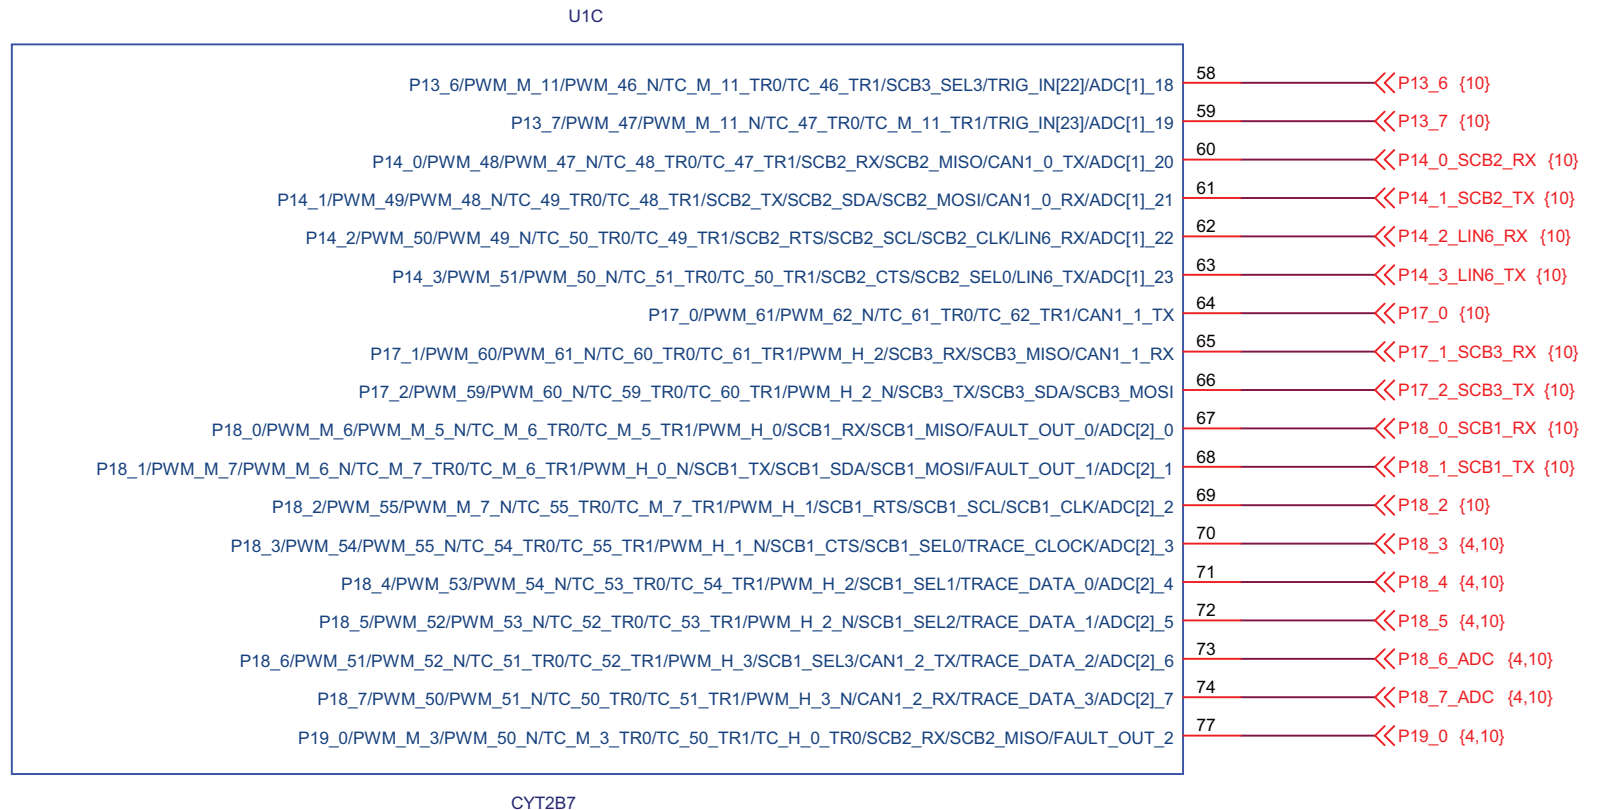 U1C
P13_6/PWM_M_11/PWM_46_N/TC_M_11_TR0/TC_46_TR1/SCB3_SEL3/TRIG_IN[22]/ADC[1]_18 58 P13_6 {10}
P13_7/PWM_47/PWM_M_11_N/TC_47_TR0/TC_M_11_TR1/TRIG_IN[23]/ADC[1]_19 59 P13_7 {10}
P14_0/PWM_48/PWM_47_N/TC_48_TR0/TC_47_TR1/SCB2_RX/SCB2_MISO/CAN1_0_TX/ADC[1]_20 60 P14_0_SCB2_RX {10}
P14_1/PWM_49/PWM_48_N/TC_49_TR0/TC_48_TR1/SCB2_TX/SCB2_SDA/SCB2_MOSI/CAN1_0_RX/ADC[1]_21 61 P14_1_SCB2_TX {10}
P14_2/PWM_50/PWM_49_N/TC_50_TR0/TC_49_TR1/SCB2_RTS/SCB2_SCL/SCB2_CLK/LIN6_RX/ADC[1]_22 62 P14_2_LIN6_RX {10}
P14_3/PWM_51/PWM_50_N/TC_51_TR0/TC_50_TR1/SCB2_CTS/SCB2_SEL0/LIN6_TX/ADC[1]_23 63 P14_3_LIN6_TX {10}
P17_0/PWM_61/PWM_62_N/TC_61_TR0/TC_62_TR1/CAN1_1_TX 64 P17_0 {10}
P17_1/PWM_60/PWM_61_N/TC_60_TR0/TC_61_TR1/PWM_H_2/SCB3_RX/SCB3_MISO/CAN1_1_RX 65 P17_1_SCB3_RX {10}
P17_2/PWM_59/PWM_60_N/TC_59_TR0/TC_60_TR1/PWM_H_2_N/SCB3_TX/SCB3_SDA/SCB3_MOSI 66 P17_2_SCB3_TX {10}
P18_0/PWM_M_6/PWM_M_5_N/TC_M_6_TR0/TC_M_5_TR1/PWM_H_0/SCB1_RX/SCB1_MISO/FAULT_OUT_0/ADC[2]_0 67 P18_0_SCB1_RX {10}
P18_1/PWM_M_7/PWM_M_6_N/TC_M_7_TR0/TC_M_6_TR1/PWM_H_0_N/SCB1_TX/SCB1_SDA/SCB1_MOSI/FAULT_OUT_1/ADC[2]_1 68 P18_1_SCB1_TX {10}
P18_2/PWM_55/PWM_M_7_N/TC_55_TR0/TC_M_7_TR1/PWM_H_1/SCB1_RTS/SCB1_SCL/SCB1_CLK/ADC[2]_2 69 P18_2 {10}
P18_3/PWM_54/PWM_55_N/TC_54_TR0/TC_55_TR1/PWM_H_1_N/SCB1_CTS/SCB1_SEL0/TRACE_CLOCK/ADC[2]_3 70 P18_3 {4,10}
P18_4/PWM_53/PWM_54_N/TC_53_TR0/TC_54_TR1/PWM_H_2/SCB1_SEL1/TRACE_DATA_0/ADC[2]_4 71 P18_4 {4,10}
P18_5/PWM_52/PWM_53_N/TC_52_TR0/TC_53_TR1/PWM_H_2_N/SCB1_SEL2/TRACE_DATA_1/ADC[2]_5 72 P18_5 {4,10}
P18_6/PWM_51/PWM_52_N/TC_51_TR0/TC_52_TR1/PWM_H_3/SCB1_SEL3/CAN1_2_TX/TRACE_DATA_2/ADC[2]_6 73 P18_6_ADC {4,10}
P18_7/PWM_50/PWM_51_N/TC_50_TR0/TC_51_TR1/PWM_H_3_N/CAN1_2_RX/TRACE_DATA_3/ADC[2]_7 74 P18_7_ADC {4,10}
P19_0/PWM_M_3/PWM_50_N/TC_M_3_TR0/TC_50_TR1/TC_H_0_TR0/SCB2_RX/SCB2_MISO/FAULT_OUT_2 77 P19_0 {4,10}
CYT2B7